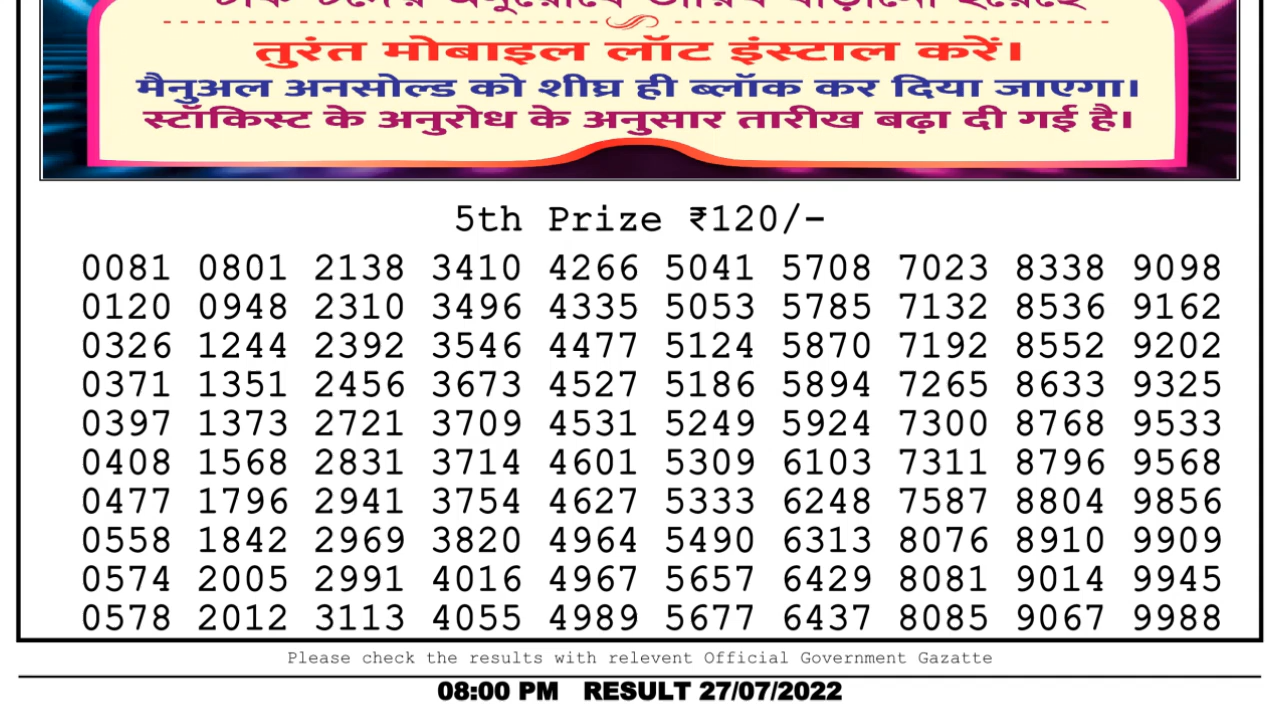 तुरंत मोबाइल लॉट इंस्टाल करें।
मैनुअल अनसोल्ड को शीघ्र ही ब्लॉक कर दिया जाएगा।
स्टॉकिस्ट के अनुरोध के अनुसार तारीख बढ़ा दी गई है।
5th Prize ₹120/-
0081 0801 2138 3410 4266 5041 5708 7023 8338 9098
0120 0948 2310 3496 4335 5053 5785 7132 8536 9162
0326 1244 2392 3546 4477 5124 5870 7192 8552 9202
0371 1351 2456 3673 4527 5186 5894 7265 8633 9325
0397 1373 2721 3709 4531 5249 5924 7300 8768 9533
0408 1568 2831 3714 4601 5309 6103 7311 8796 9568
0477 1796 2941 3754 4627 5333 6248 7587 8804 9856
0558 1842 2969 3820 4964 5490 6313 8076 8910 9909
0574 2005 2991 4016 4967 5657 6429 8081 9014 9945
0578 2012 3113 4055 4989 5677 6437 8085 9067 9988
Please check the results with relevent Official Government Gazatte
08:00 PM RESULT 27/07/2022